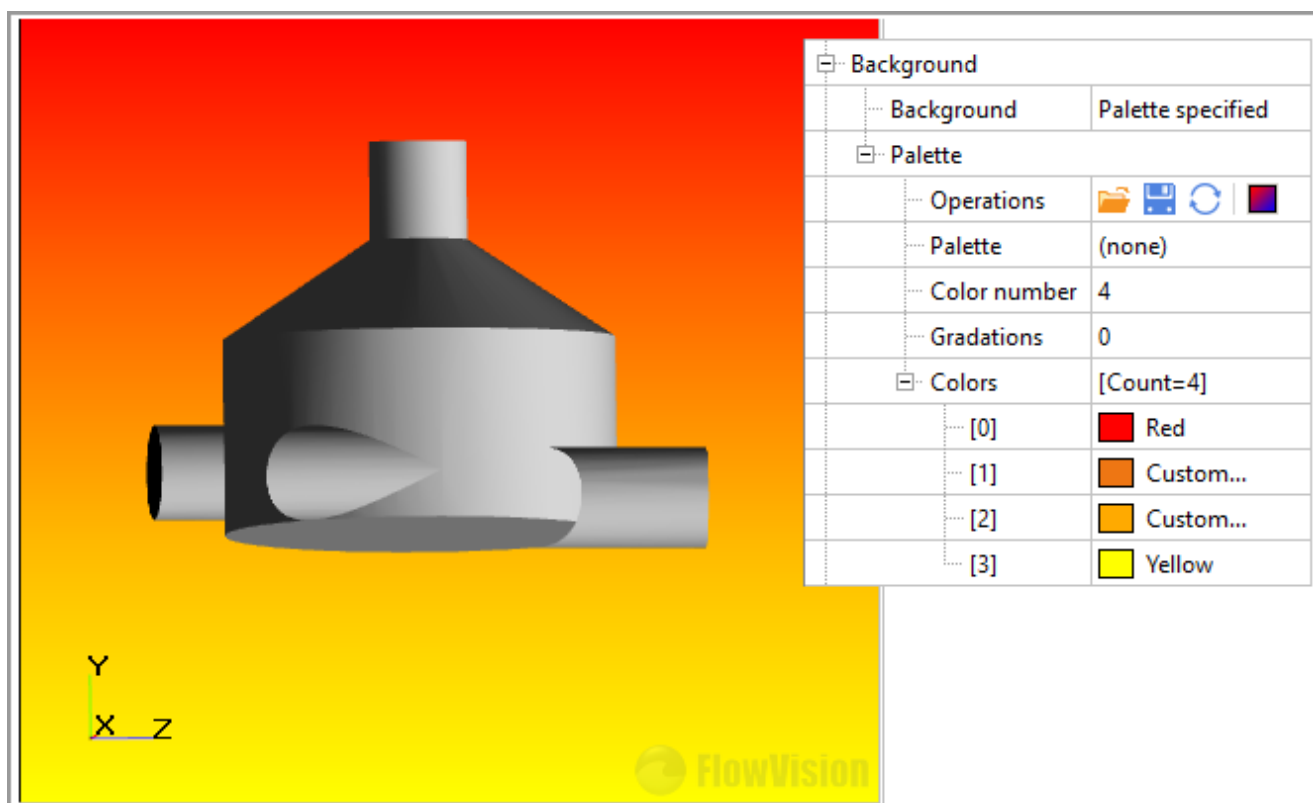 Background
Background Palette specified
Palette
Operations
Palette (none)
Color number 4
Gradations 0
Colors [Count=4]
[0] Red
[1] Custom...
[2] Custom...
[3] Yellow
Y
X Z
FlowVision